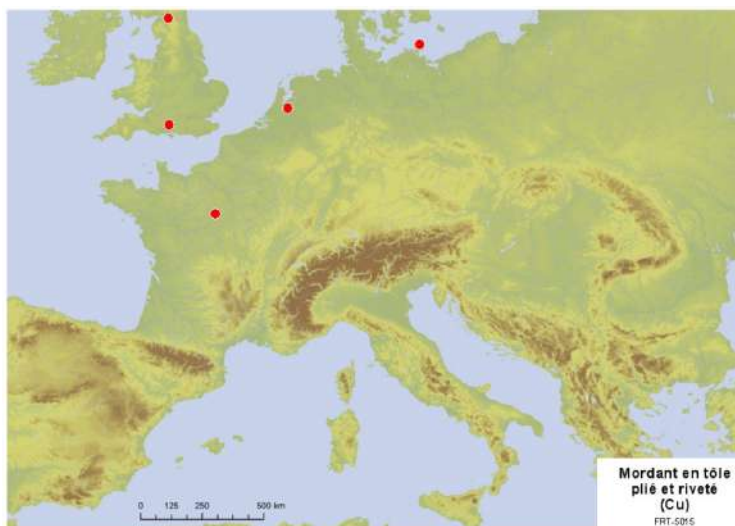 0 125 250 500 km
Mordant en tôle
plié et riveté
(Cu)
FRT-5015